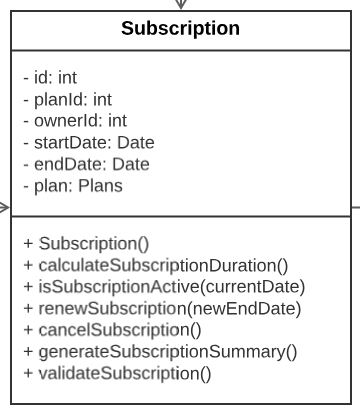 Subscription
- id: int
- planId: int
- ownerId: int
- startDate: Date
- endDate: Date
- plan: Plans
+ Subscription()
+ calculateSubscriptionDuration()
+ isSubscriptionActive(currentDate)
+ renewSubscription(newEndDate)
+ cancelSubscription()
+ generateSubscriptionSummary()
+ validateSubscription()